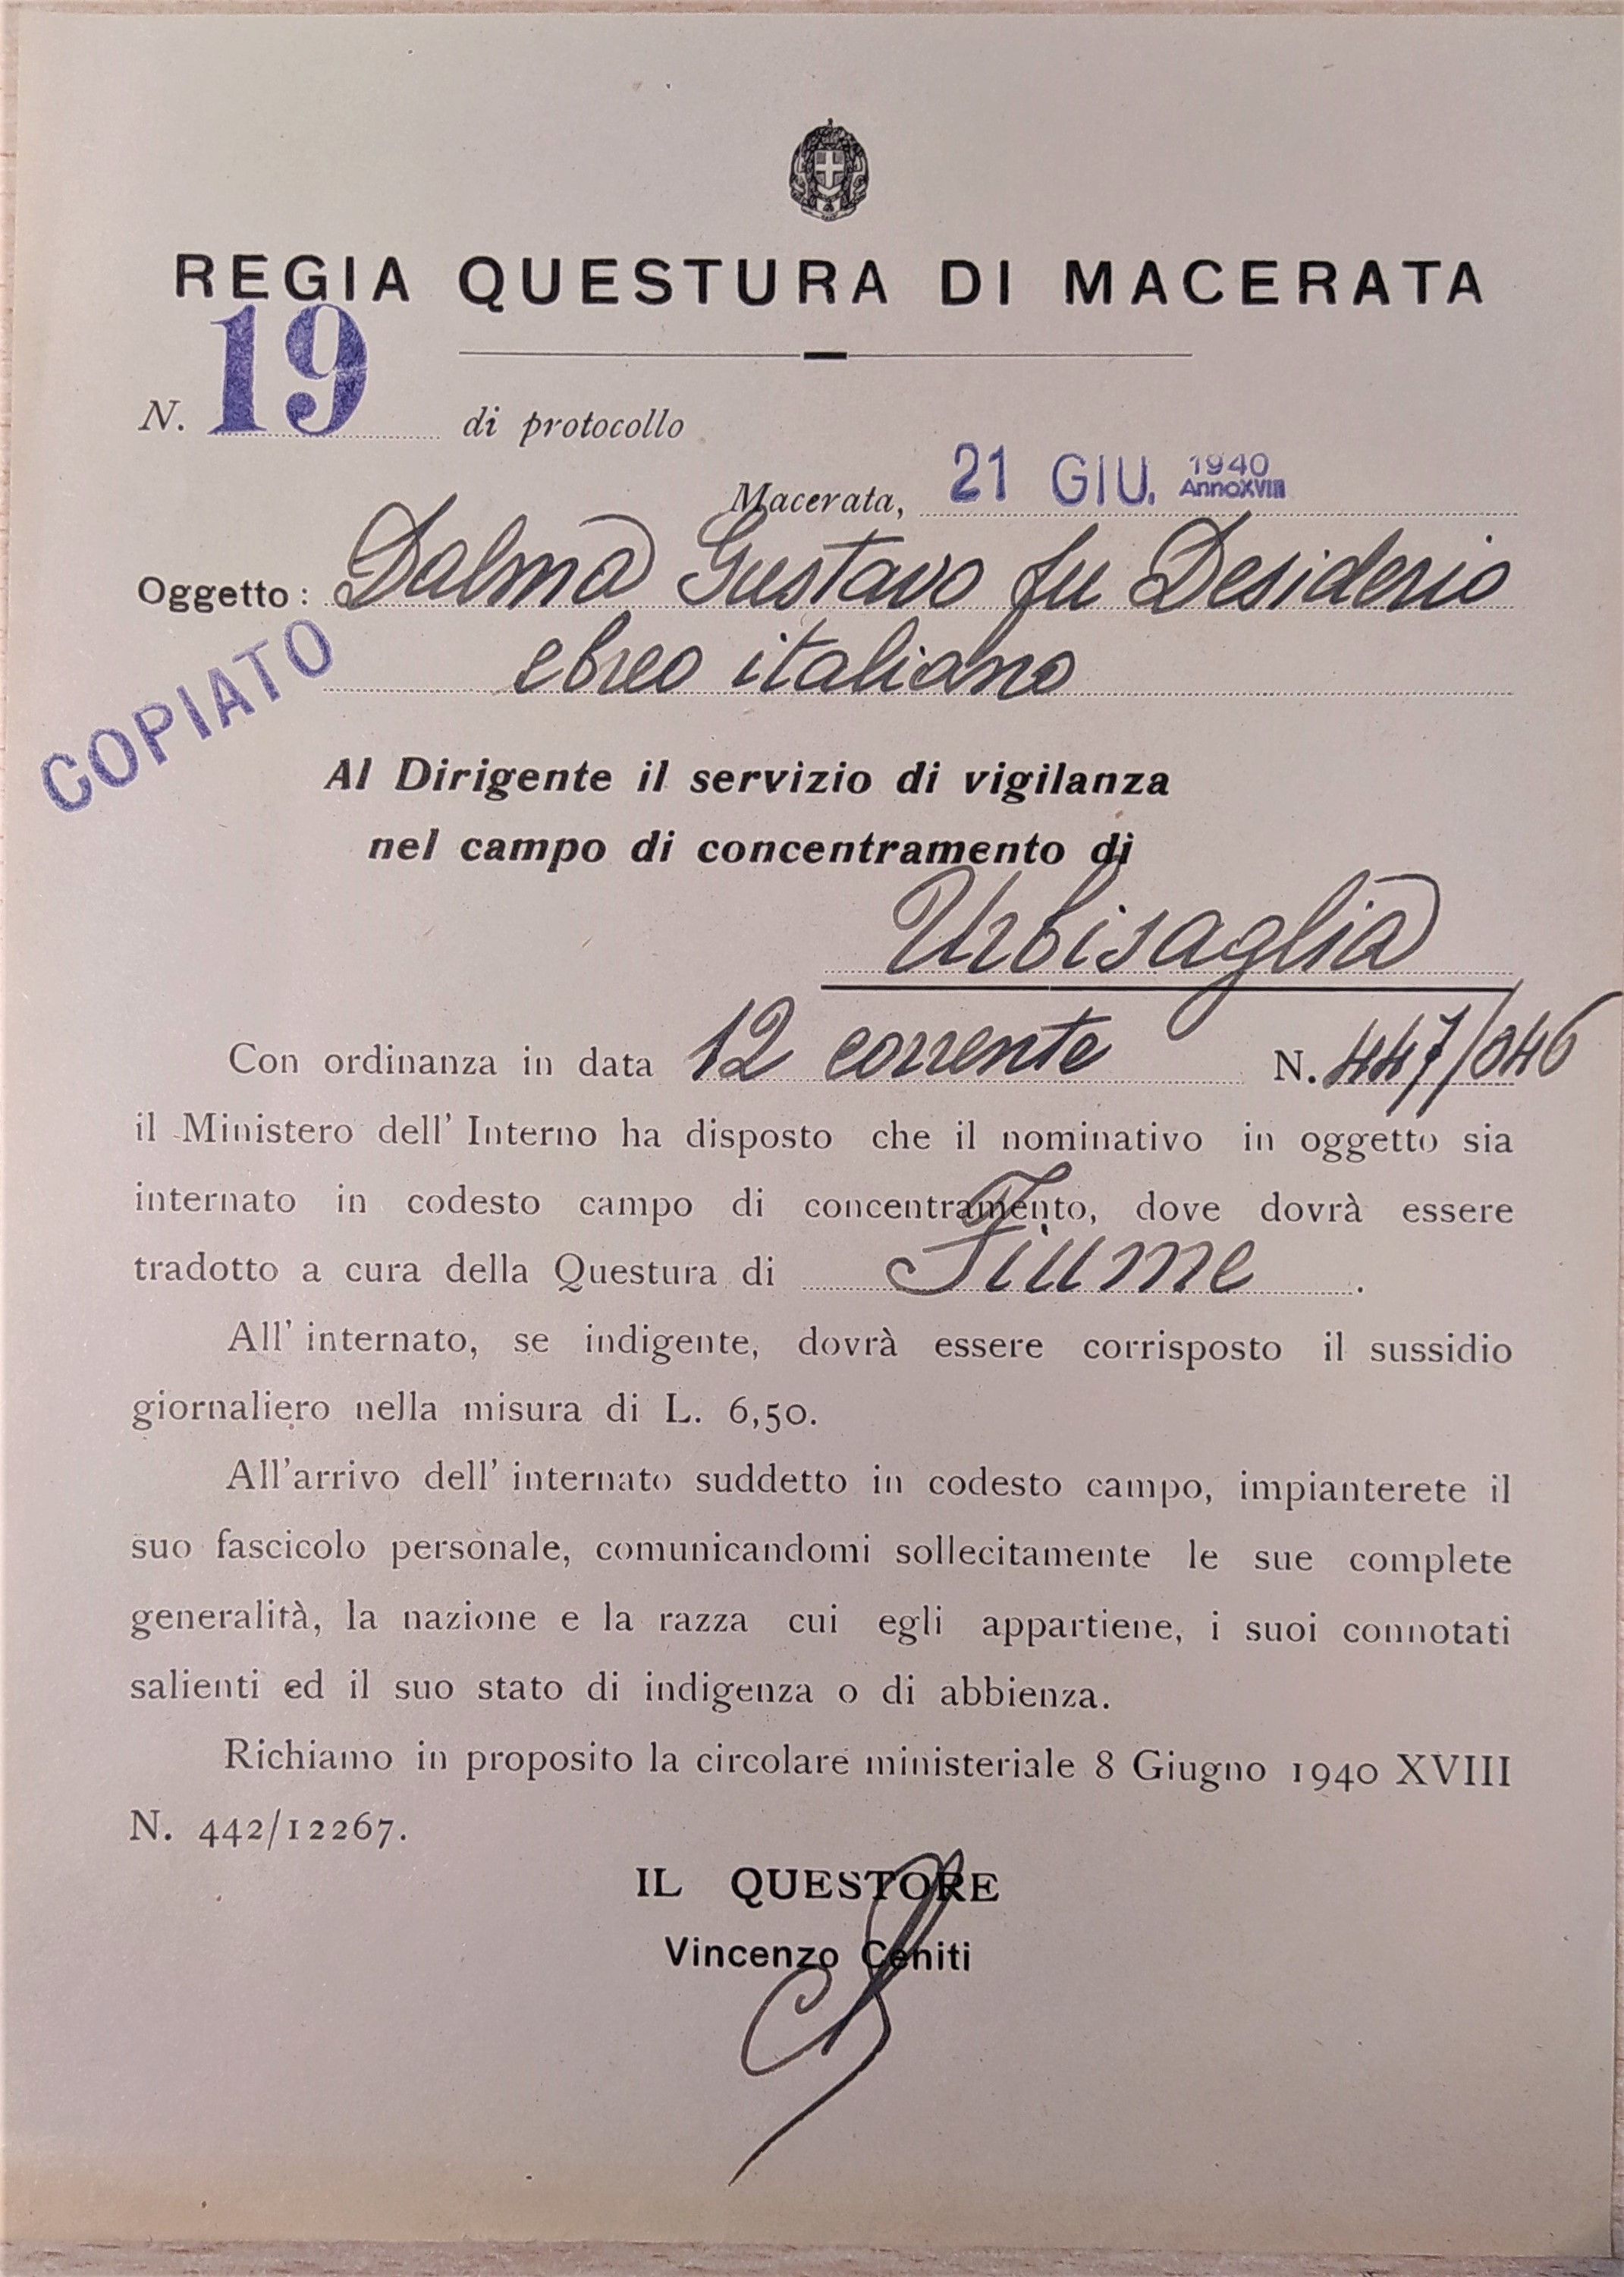 REGIA QUESTURA DI MACERATA
N. 19 di protocollo
Macerata, 21 GIU. 1940 Anno XVIII
Oggetto: Dalma Gustavo fu Desiderio
ebreo italiano
COPIATO
Al Dirigente il servizio di vigilanza
nel campo di concentramento di
Urbisaglia
Con ordinanza in data 12 corrente N. 447/046
il Ministero dell' Interno ha disposto che il nominativo in oggetto sia
internato in codesto campo di concentramento, dove dovrà essere
tradotto a cura della Questura di Fiume.
All' internato, se indigente, dovrà essere corrisposto il sussidio
giornaliero nella misura di L. 6,50.
All'arrivo dell' internato suddetto in codesto campo, impianterete il
suo fascicolo personale, comunicandomi sollecitamente le sue complete
generalità, la nazione e la razza cui egli appartiene, i suoi connotati
salienti ed il suo stato di indigenza o di abbienza.
Richiamo in proposito la circolare ministeriale 8 Giugno 1940 XVIII
N. 442/12267.
IL QUESTORE
Vincenzo Ceniti